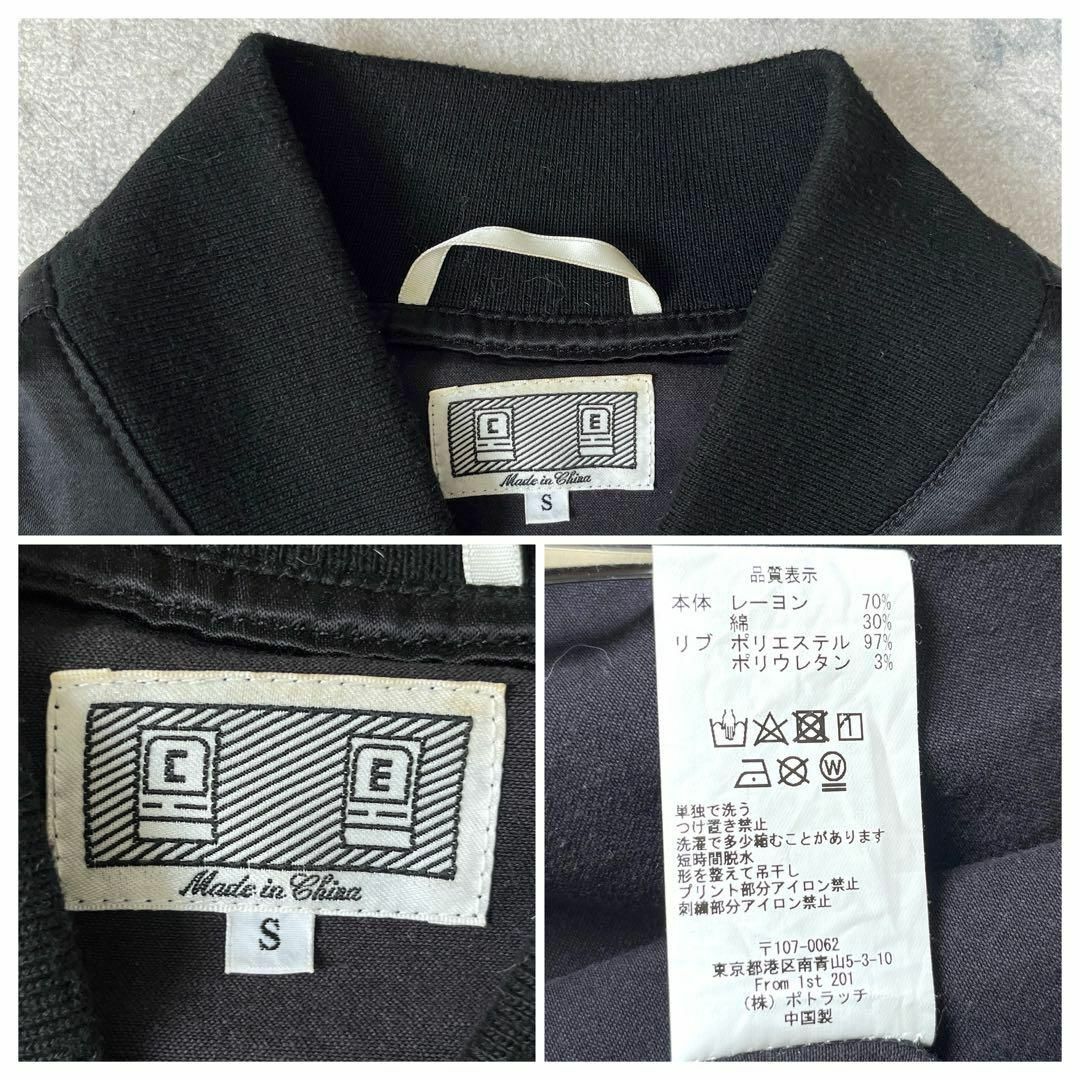 C E
Made in China
S
C E
Made in China
S
品質表示
本体 レーヨン 70%
綿 30%
リブ ポリエステル 97%
ポリウレタン 3%
W
単独で洗う
つけ置き禁止
洗濯で多少縮むことがあります
短時間脱水
形を整えて吊干し
プリント部分アイロン禁止
刺繍部分アイロン禁止
〒107-0062
東京都港区南青山5-3-10
From 1st 201
(株) ポトラッチ
中国製